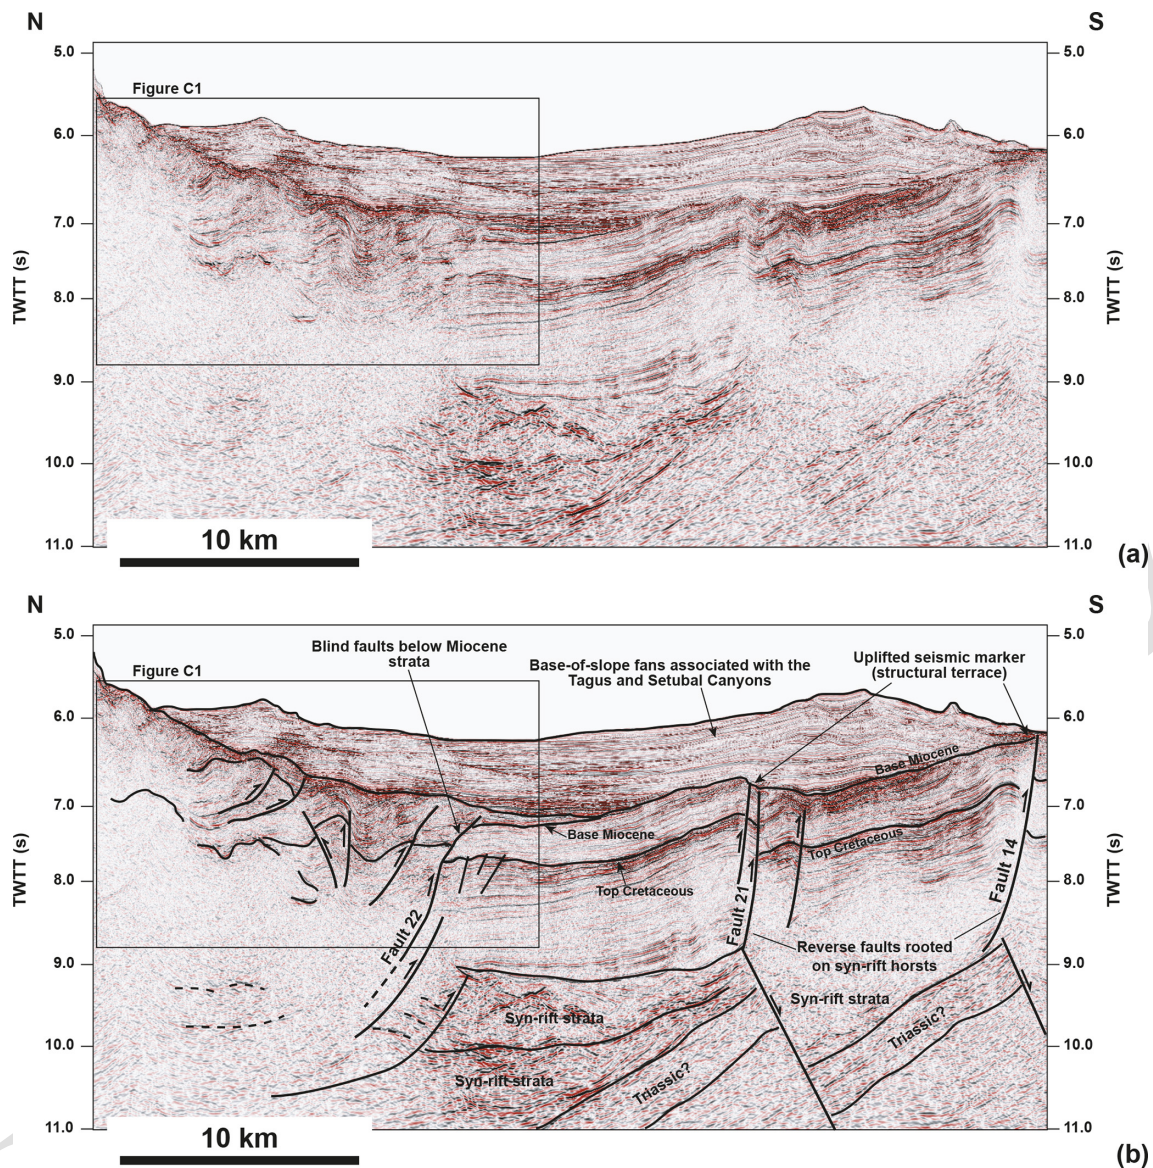 N
S
5.0
5.0
Figure C1
6.0
6.0
7.0
7.0
TWTT (s)
TWTT (s)
8.0
8.0
9.0
9.0
10.0
10.0
10 km
11.0
11.0
(a)
N
S
5.0
5.0
Blind faults below Miocene
strata
Uplifted seismic marker
(structural terrace)
Figure C1
Base-of-slope fans associated with the
Tagus and Setubal Canyons
6.0
6.0
Base Miocene
7.0
7.0
Base Miocene
Top Cretaceous
TWTT (s)
TWTT (s)
8.0
8.0
Top Cretaceous
Fault 14
Fault 21
Fault 22
Reverse faults rooted
on syn-rift horsts
9.0
9.0
Syn-rift strata
Syn-rift strata
Triassic?
10.0
10.0
Syn-rift strata
Triassic?
11.0
11.0
10 km
(b)